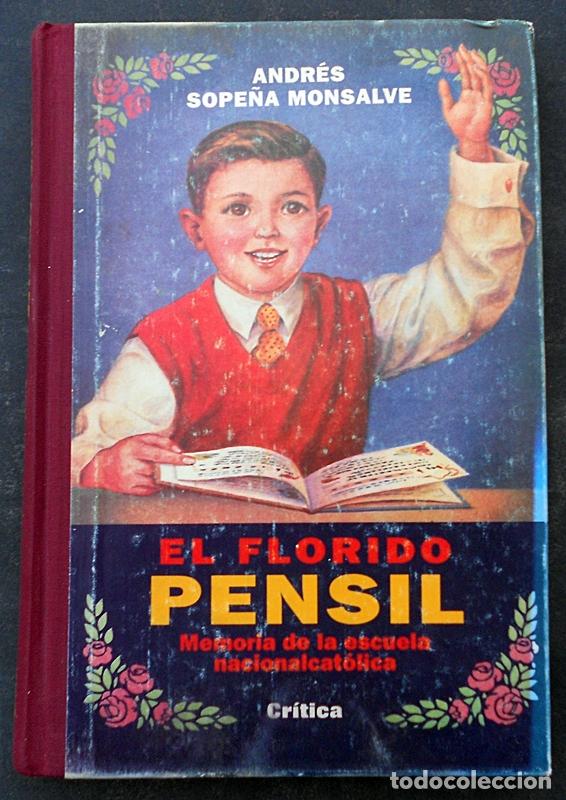 ANDRÉS
SOPEÑA MONSALVE
EL FLORIDO
PENSIL
Memoria de la escuela
nacionalcatólica
Crítica
todocoleccion